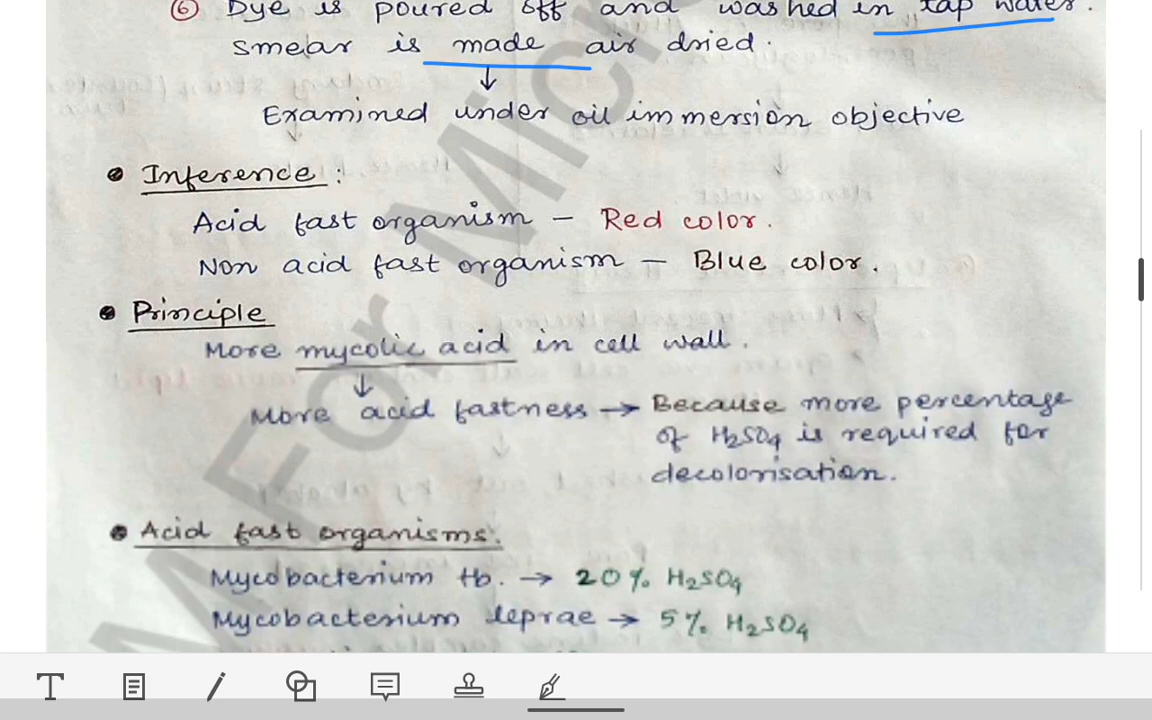 ⑥ Dye is poured off and washed in tap water.
Smear is made air dried.
↓
Examined under oil immersion objective
• Inference :
Acid fast organism – Red color.
Non acid fast organism – Blue color.
• Principle
More mycolic acid in cell wall.
↓
More acid fastness → Because more percentage
of H₂SO₄ is required for
decolorisation.
• Acid fast organisms.
Mycobacterium tb. → 20% H₂SO₄
Mycobacterium leprae → 5% H₂SO₄
For Mic
T